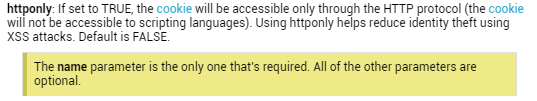 httponly: If set to TRUE, the cookie will be accessible only through the HTTP protocol (the cookie
will not be accessible to scripting languages). Using httponly helps reduce identity theft using
XSS attacks. Default is FALSE.
The name parameter is the only one that's required. All of the other parameters are
optional.